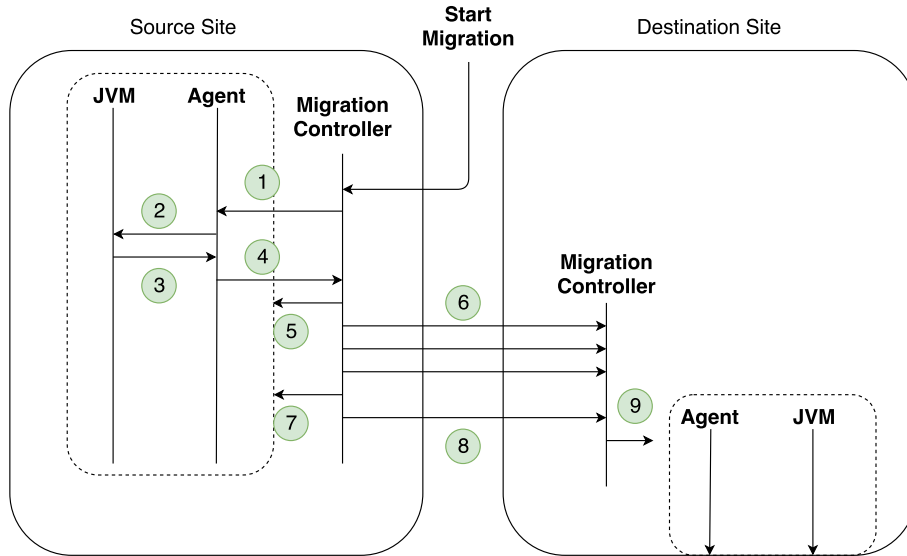 Source Site
Start
Migration
Destination Site
JVM
Agent
Migration
Controller
1
2
3
4
5
6
Migration
Controller
7
8
9
Agent
JVM